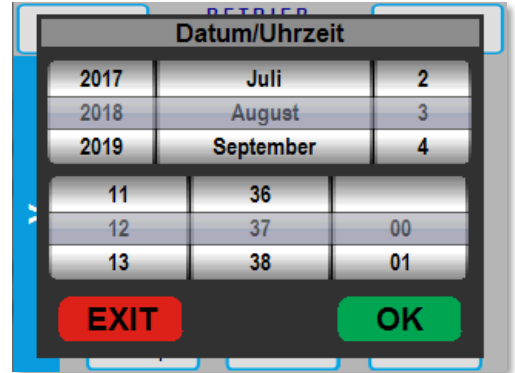 BETRIEB
Datum/Uhrzeit
2017 Juli 2
2018 August 3
2019 September 4
11 36
12 37 00
13 38 01
EXIT OK